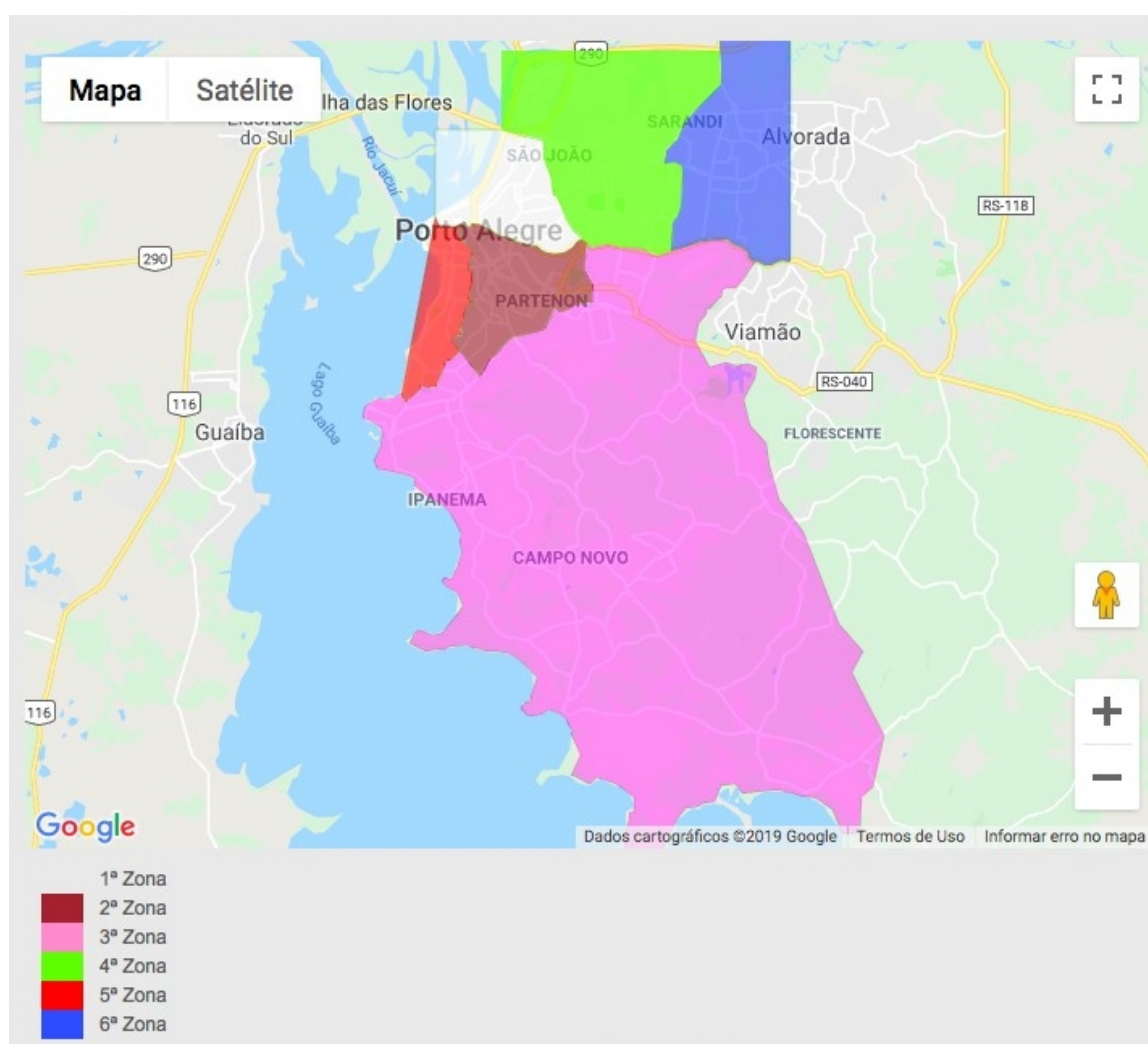 290
Mapa
Satélite
lha das Flores
SARANDI
Alvorada
do Sul
SÃO JOÃO
Rio Jacuí
RS-118
Porto Alegre
290
PARTENON
Viamão
Lago Guaíba
RS-040
116
Guaíba
FLORESCENTE
IPANEMA
CAMPO NOVO
116
Google
Dados cartográficos ©2019 Google
Termos de Uso
Informar erro no mapa
1ª Zona
2ª Zona
3ª Zona
4ª Zona
5ª Zona
6ª Zona